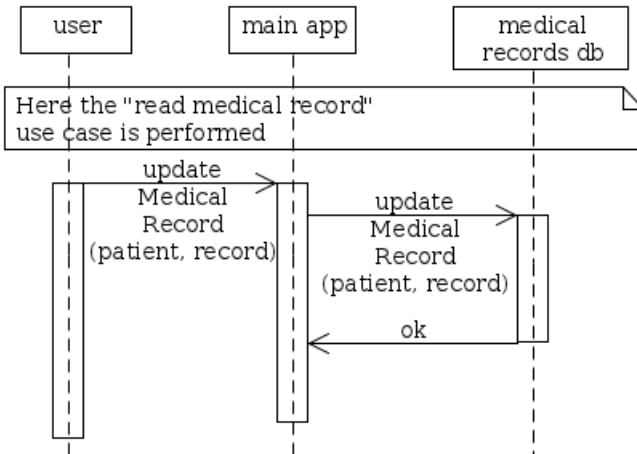 user
main app
medical
records db
Here the "read medical record"
use case is performed
update
Medical
Record
(patient, record)
update
Medical
Record
(patient, record)
ok